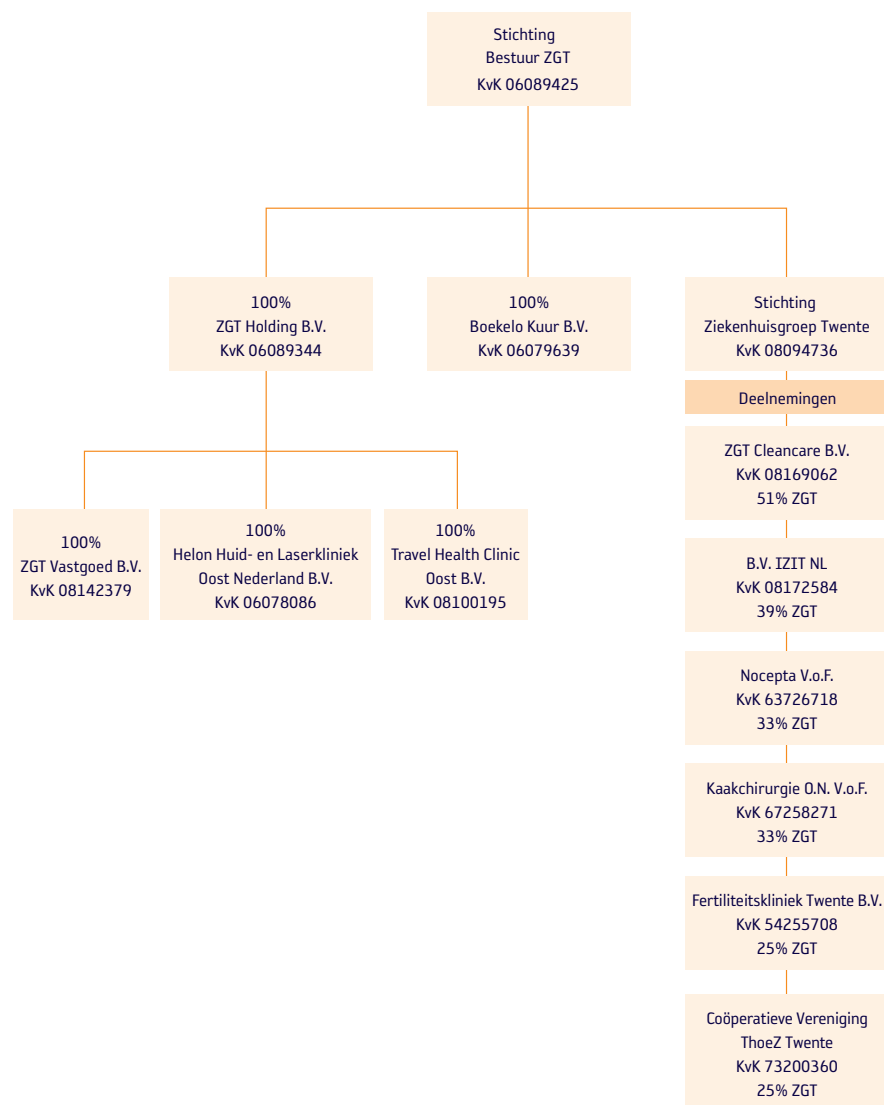 Stichting
Bestuur ZGT
KvK 06089425
100%
ZGT Holding B.V.
KvK 06089344
100%
Boekelo Kuur B.V.
KvK 06079639
Stichting
Ziekenhuisgroep Twente
KvK 08094736
Deelnemingen
100%
ZGT Vastgoed B.V.
KvK 08142379
100%
Helon Huid- en Laserkliniek
Oost Nederland B.V.
KvK 06078086
100%
Travel Health Clinic
Oost B.V.
KvK 08100195
ZGT Cleancare B.V.
KvK 08169062
51% ZGT
B.V. IZIT NL
KvK 08172584
39% ZGT
Nocepta V.o.F.
KvK 63726718
33% ZGT
Kaakchirurgie O.N. V.o.F.
KvK 67258271
33% ZGT
Fertiliteitskliniek Twente B.V.
KvK 54255708
25% ZGT
Coöperatieve Vereniging
ThoeZ Twente
KvK 73200360
25% ZGT